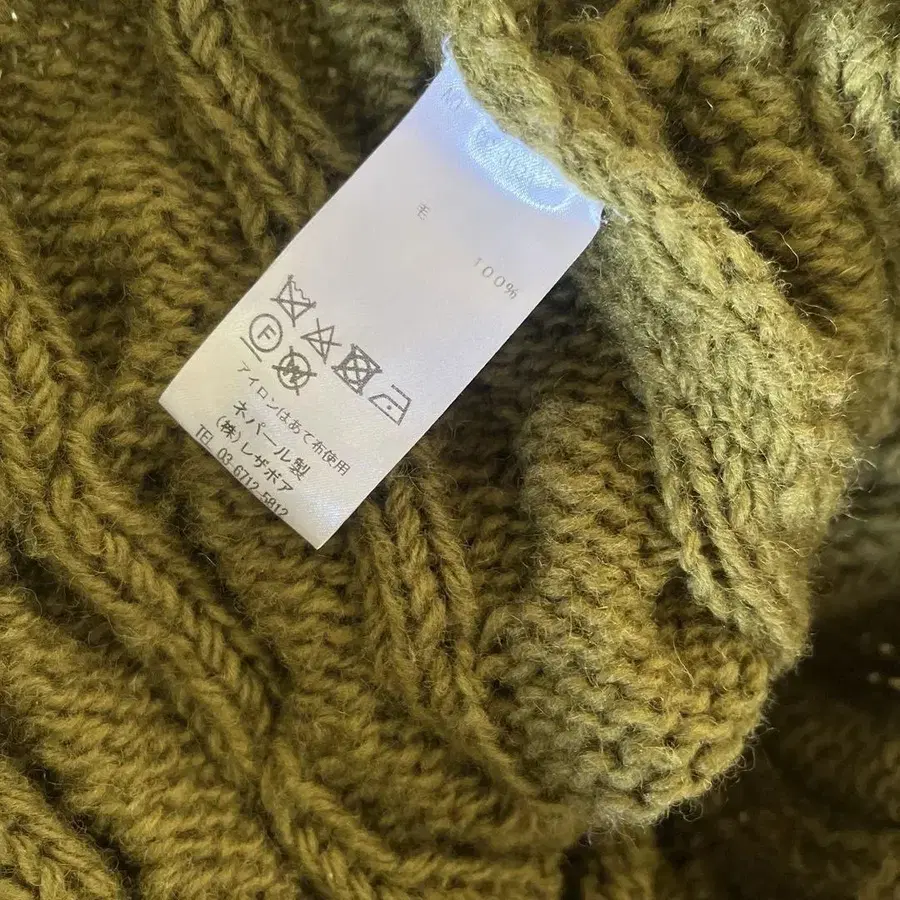 毛
100%
F
W
アイロンはあて布使用
ネパール製
(株)レザボア
TEL 03-6712-5812